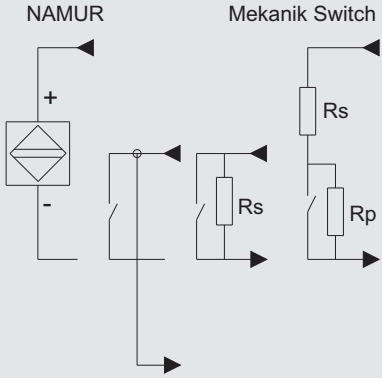 NAMUR Mekanik Switch
+
Rs
-
Rs
Rp